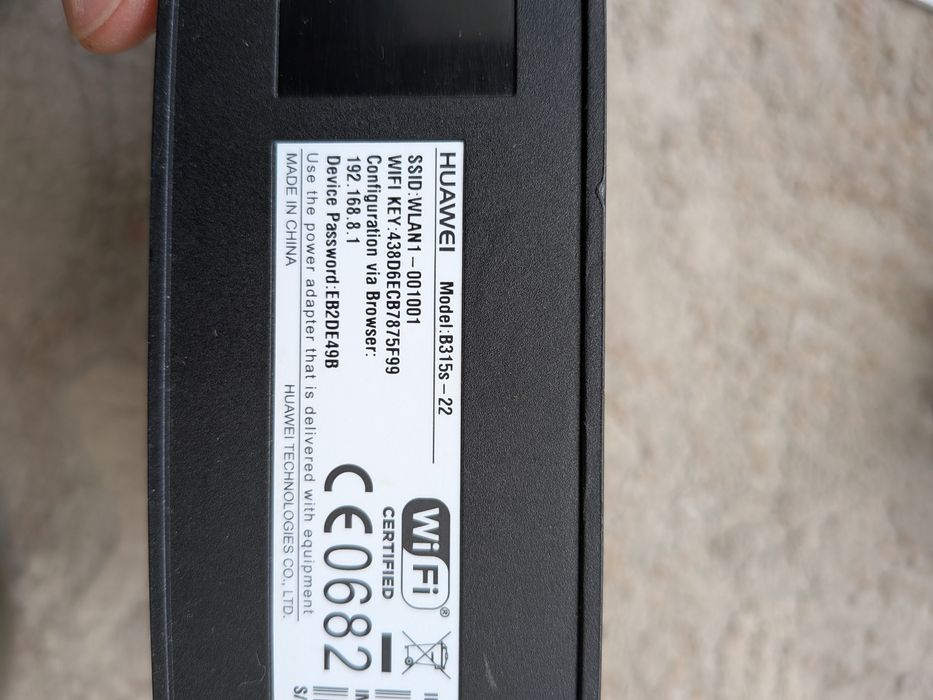 HUAWEI Model:B315s-22
SSID:WLAN1-001001
WIFI KEY:438D6ECB7875F99
Configuration via Browser:
192.168.8.1
Device Password:EB2DE49B
Use the power adapter that is delivered with equipment
MADE IN CHINA HUAWEI TECHNOLOGIES CO., LTD.
Wi Fi ®
CERTIFIED
CE0682